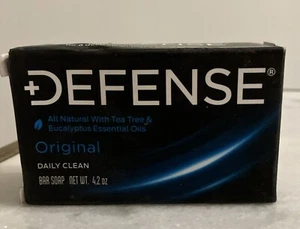 +DEFENSE®
All Natural With Tea Tree &
Eucalyptus Essential Oils
Original
DAILY CLEAN
BAR SOAP NET WT. 4.2 oz